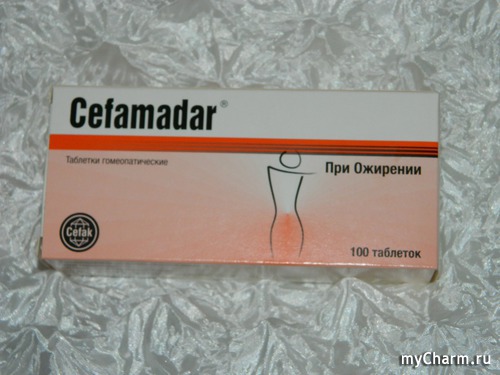 Cefamadar®
Таблетки гомеопатические
При Ожирении
Cefak
100 таблеток
myCharm.ru